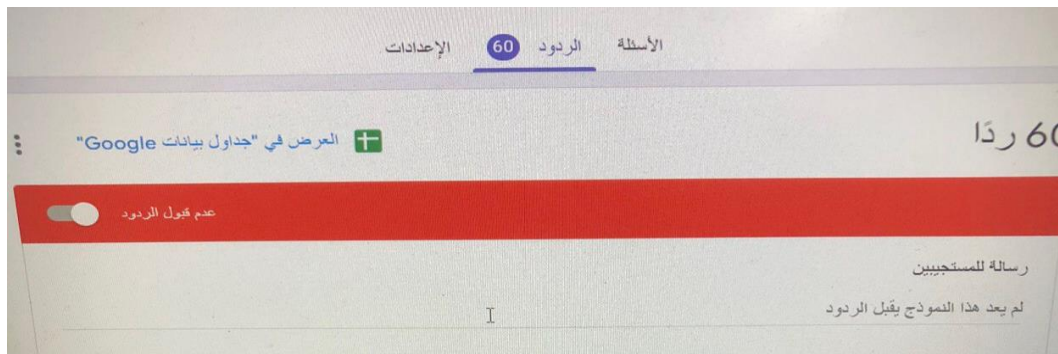 الأسئلة الردود 60 الإعدادات
60 ردًا
العرض في "جداول بيانات Google"
عدم قبول الردود
رسالة للمستجيبين
لم يعد هذا النموذج يقبل الردود